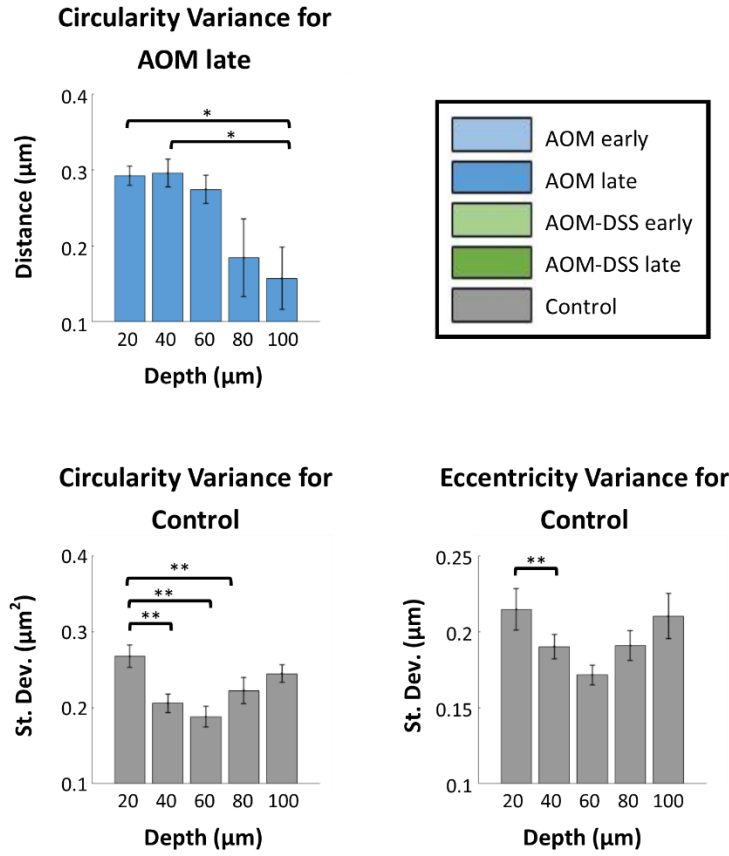 Circularity Variance for
AOM late
0.4
0.3
0.2
0.1
Distance (µm)
*
*
20 40 60 80 100
Depth (µm)
AOM early
AOM late
AOM-DSS early
AOM-DSS late
Control
Circularity Variance for
Control
0.4
0.3
0.2
0.1
St. Dev. (µm²)
**
**
**
20 40 60 80 100
Depth (µm)
Eccentricity Variance for
Control
0.25
0.2
0.15
0.1
St. Dev. (µm)
**
20 40 60 80 100
Depth (µm)